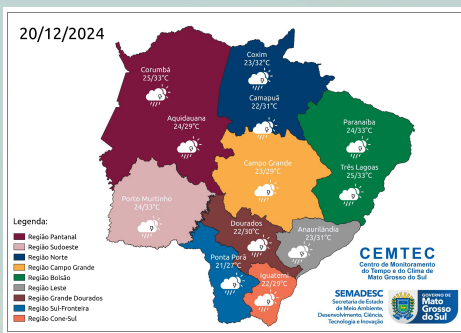 20/12/2024
Coxim
23/32°C
Corumbá
25/33°C
Camapuã
22/31°C
Aquidauana
24/29°C
Paranaíba
24/33°C
Campo Grande
23/29°C
Três Lagoas
25/33°C
Porto Murtinho
24/33°C
Dourados
22/30°C
Anaurilândia
23/31°C
Ponta Porã
21/27°C
Iguatemi
22/29°C
Legenda:
Região Pantanal
Região Sudoeste
Região Norte
Região Campo Grande
Região Bolsão
Região Leste
Região Grande Dourados
Região Sul-Fronteira
Região Cone-Sul
CEMTEC
Centro de Monitoramento
do Tempo e do Clima de
Mato Grosso do Sul
SEMADESC
Secretaria de Estado
de Meio Ambiente,
Desenvolvimento, Ciência,
Tecnologia e Inovação
GOVERNO DE
Mato
Grosso
do Sul